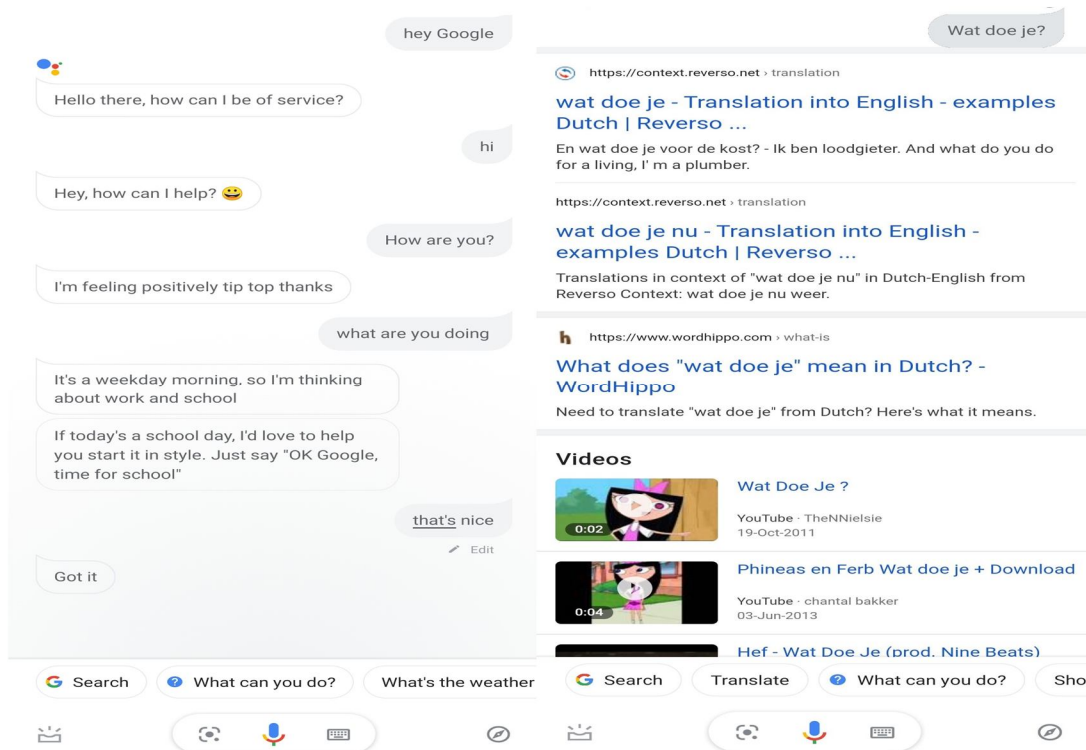 hey Google
Hello there, how can I be of service?
hi
Hey, how can I help? 😀
How are you?
I'm feeling positively tip top thanks
what are you doing
It's a weekday morning, so I'm thinking
about work and school
If today's a school day, I'd love to help
you start it in style. Just say "OK Google,
time for school"
that's nice
Edit
Got it
Search
What can you do?
What's the weather
Wat doe je?
https://context.reverso.net › translation
wat doe je - Translation into English - examples
Dutch | Reverso ...
En wat doe je voor de kost? - Ik ben loodgieter. And what do you do
for a living, I' m a plumber.
https://context.reverso.net › translation
wat doe je nu - Translation into English -
examples Dutch | Reverso ...
Translations in context of "wat doe je nu" in Dutch-English from
Reverso Context: wat doe je nu weer.
https://www.wordhippo.com › what-is
What does "wat doe je" mean in Dutch? -
WordHippo
Need to translate "wat doe je" from Dutch? Here's what it means.
Videos
0:02
Wat Doe Je ?
YouTube · TheNNIelsie
19-Oct-2011
0:04
Phineas en Ferb Wat doe je + Download
YouTube · chantal bakker
03-Jun-2013
Hef - Wat Doe Je (prod. Nine Beats)
Search
Translate
What can you do?
Sho